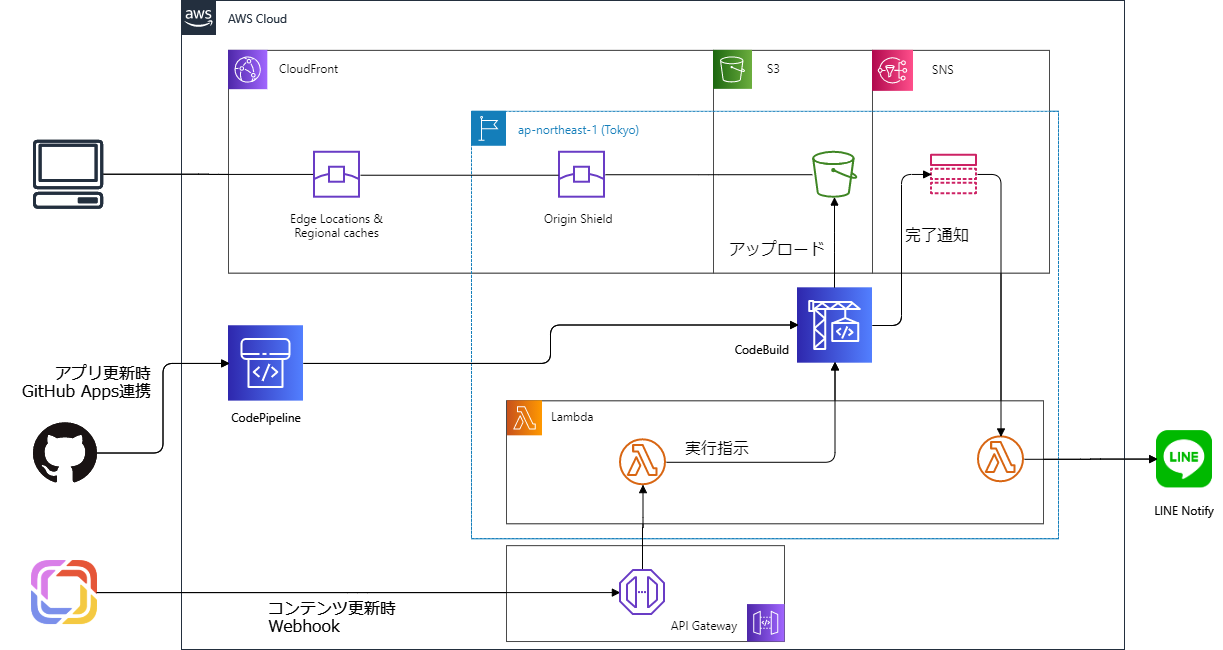 aws
AWS Cloud
CloudFront
S3
SNS
ap-northeast-1 (Tokyo)
Edge Locations &
Regional caches
Origin Shield
アップロード
完了通知
CodeBuild
アプリ更新時
GitHub Apps連携
CodePipeline
Lambda
実行指示
LINE
LINE Notify
コンテンツ更新時
Webhook
API Gateway